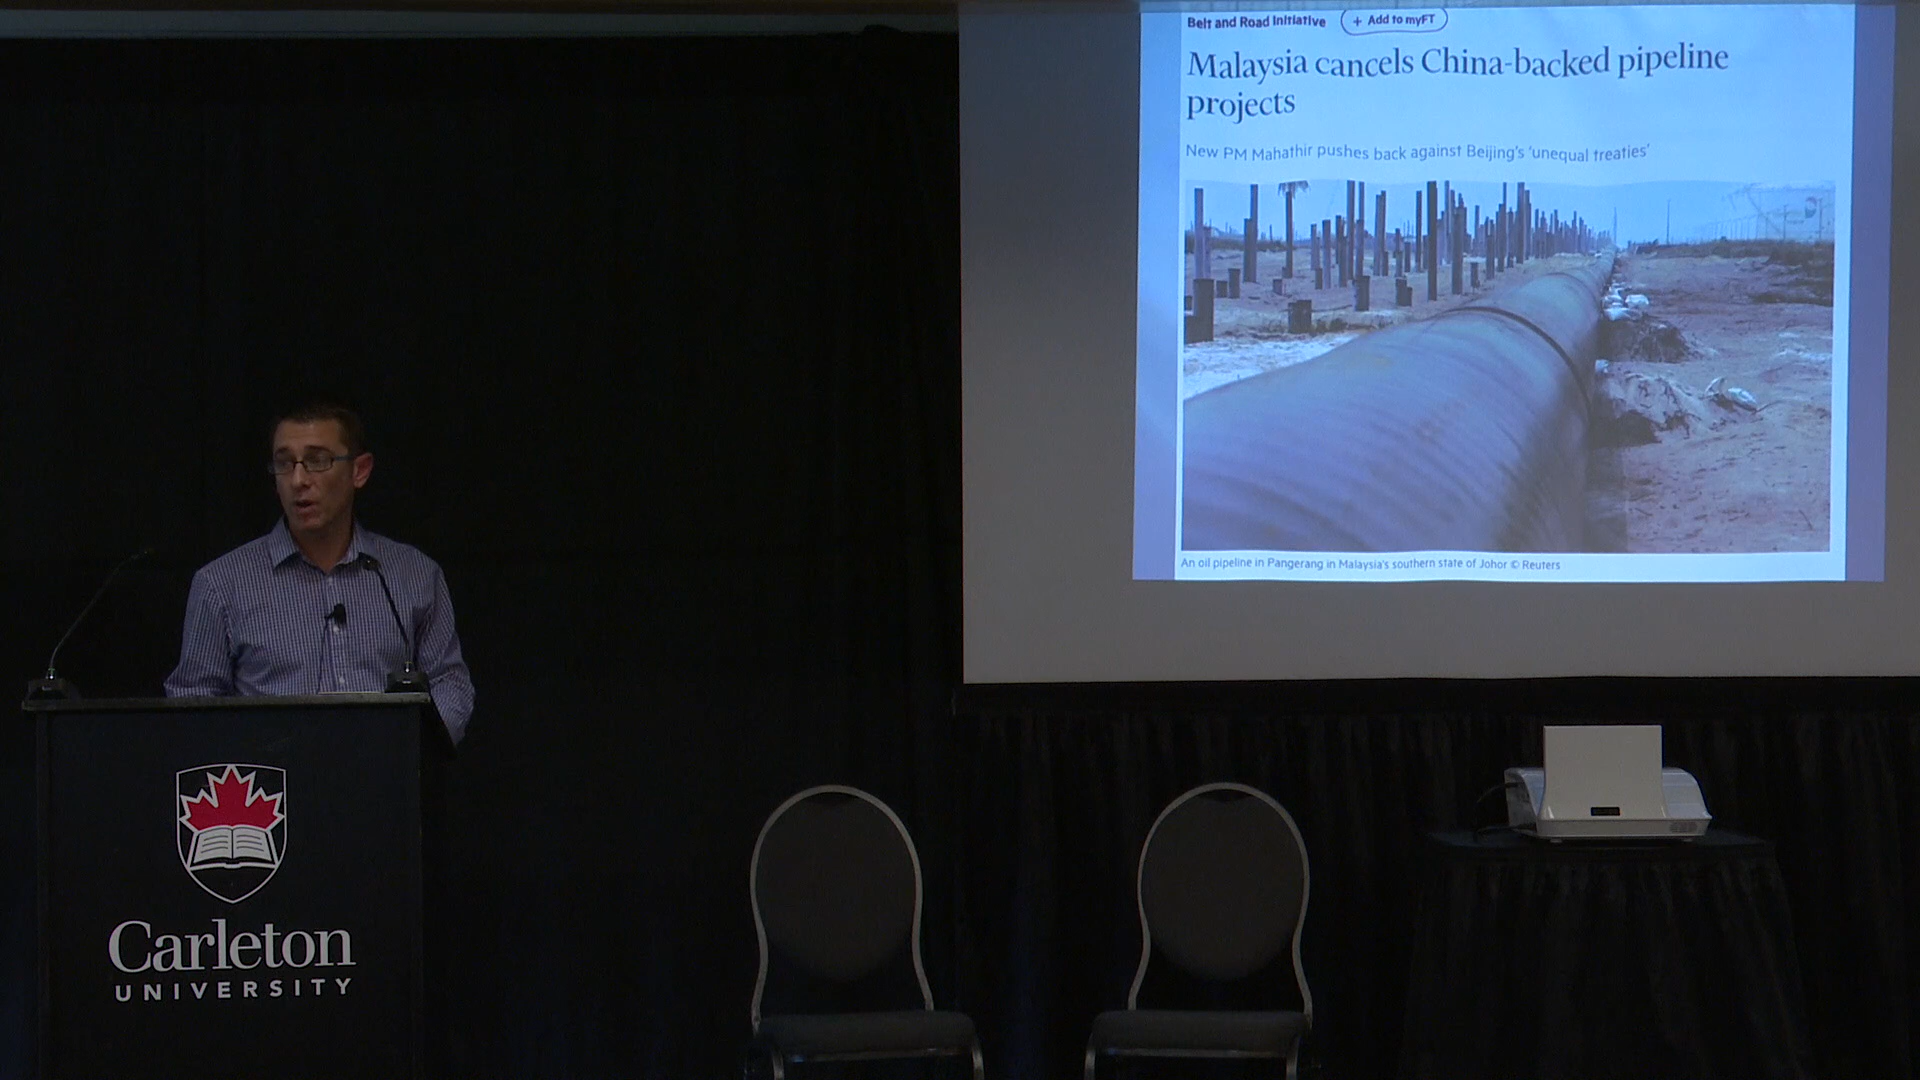 Belt and Road Initiative + Add to myFT
Malaysia cancels China-backed pipeline
projects
New PM Mahathir pushes back against Beijing's 'unequal treaties'
An oil pipeline in Pangerang in Malaysia's southern state of Johor © Reuters
Carleton
UNIVERSITY